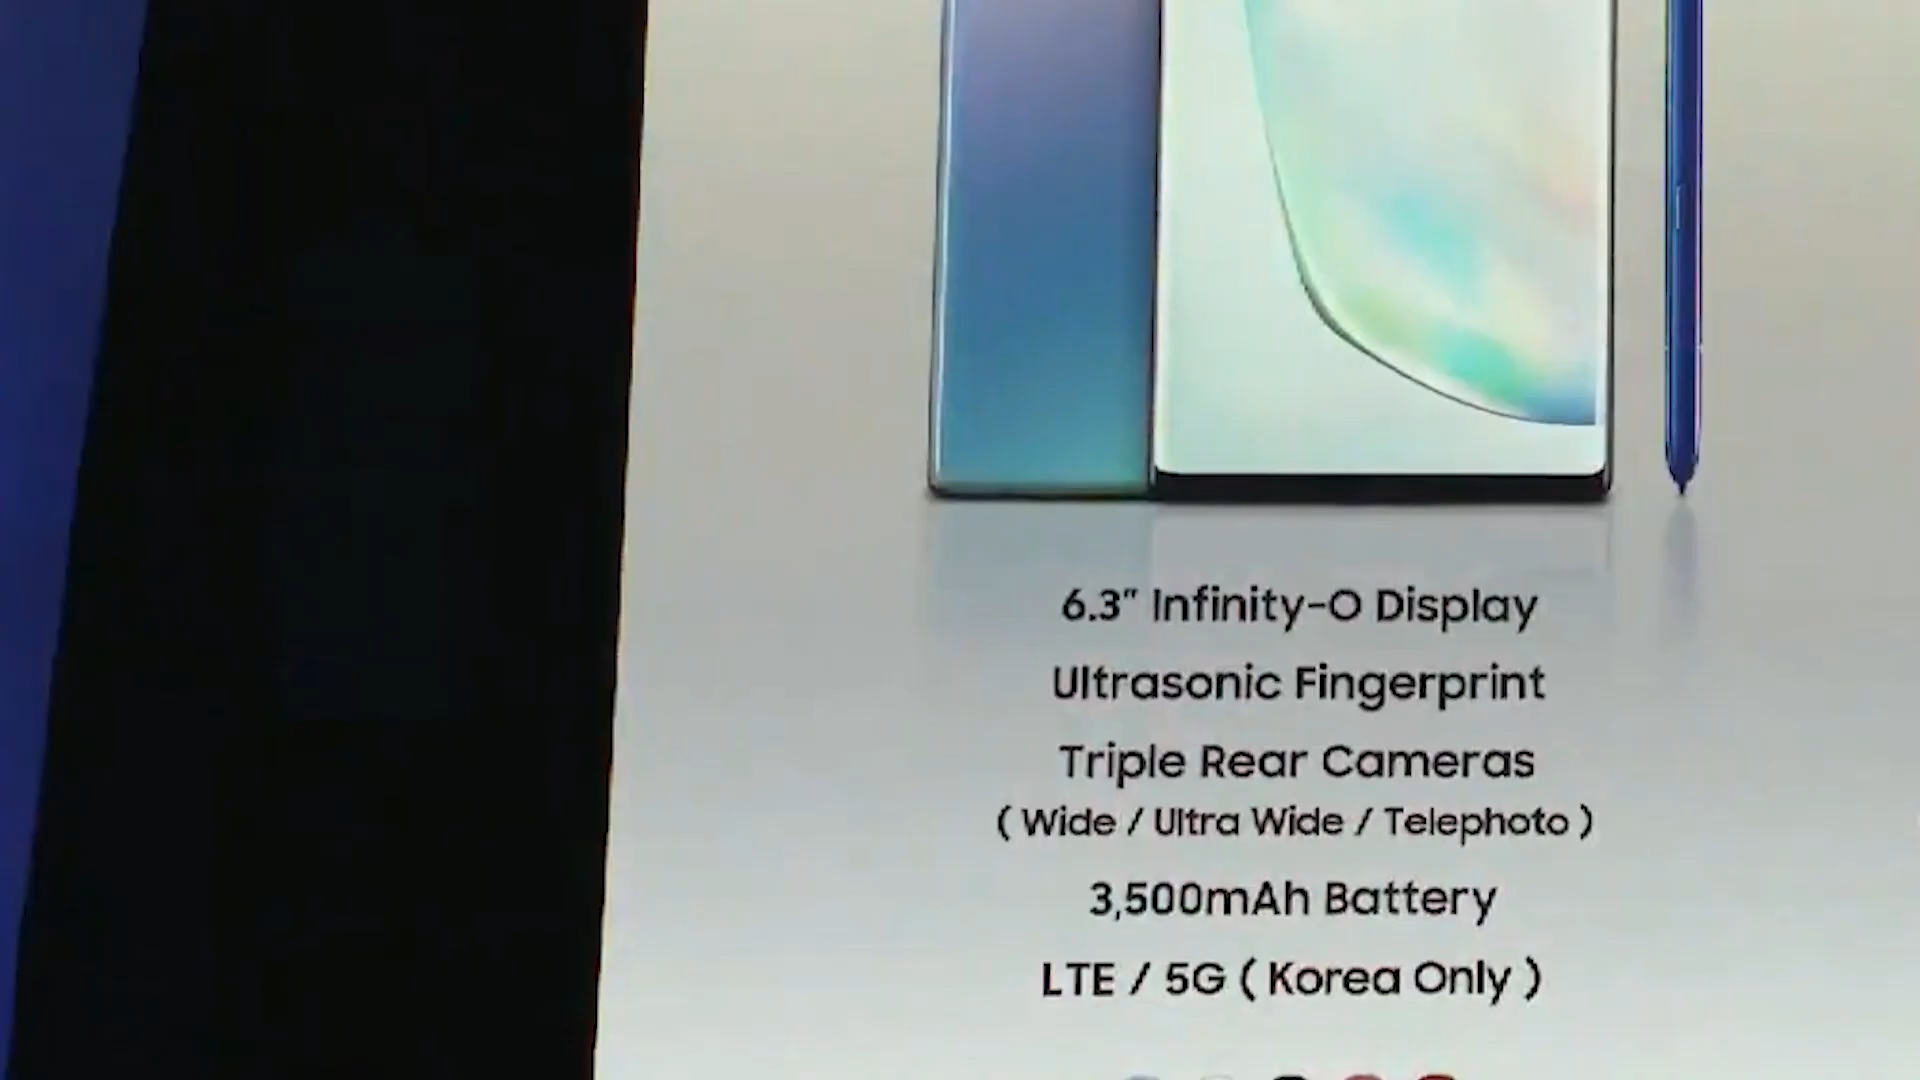 6.3" Infinity-O Display
Ultrasonic Fingerprint
Triple Rear Cameras
( Wide / Ultra Wide / Telephoto )
3,500mAh Battery
LTE / 5G ( Korea Only )